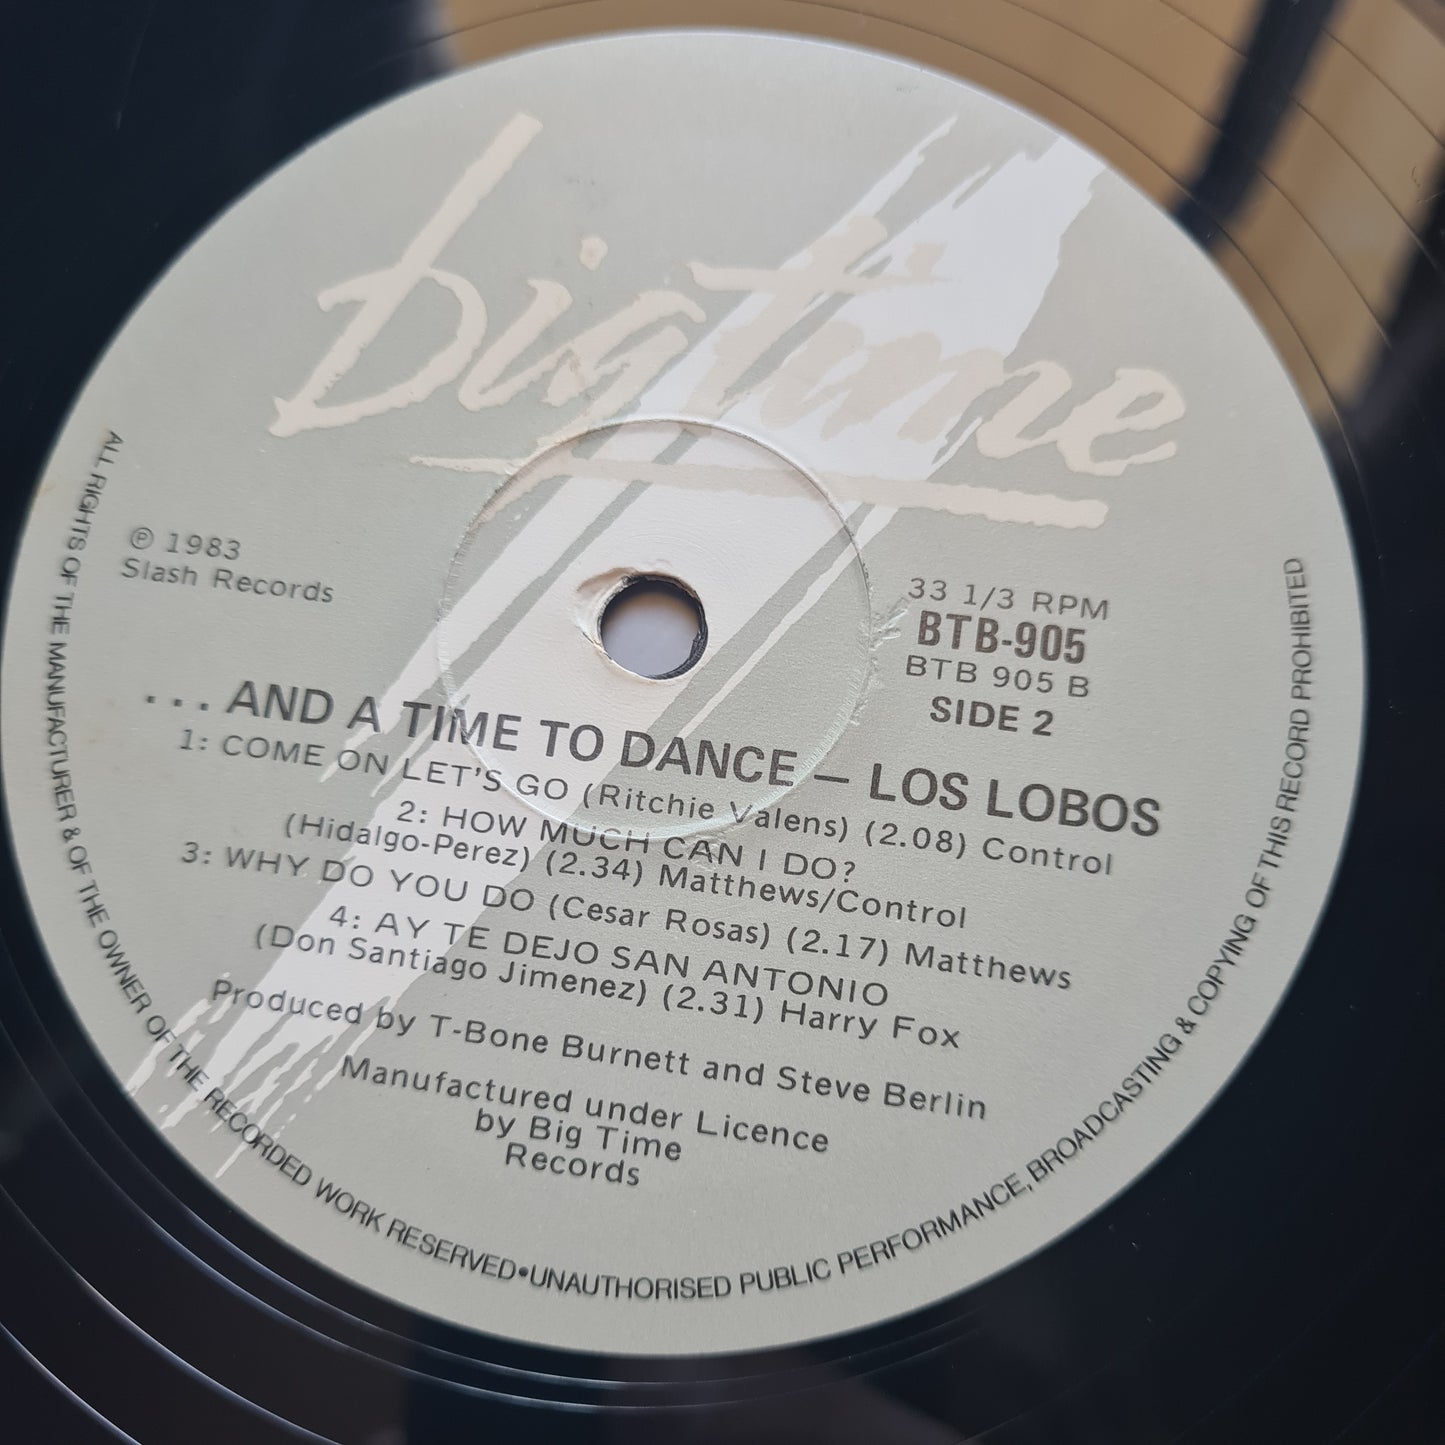 bigtime
℗ 1983
Slash Records
33 1/3 RPM
BTB-905
BTB 905 B
SIDE 2
...AND A TIME TO DANCE – LOS LOBOS
1: COME ON LET'S GO (Ritchie Valens) (2.08) Control
2: HOW MUCH CAN I DO?
(Hidalgo-Perez) (2.34) Matthews/Control
3: WHY DO YOU DO (Cesar Rosas) (2.17) Matthews
4: AY TE DEJO SAN ANTONIO
(Don Santiago Jimenez) (2.31) Harry Fox
Produced by T-Bone Burnett and Steve Berlin
Manufactured under Licence
by Big Time
Records
ALL RIGHTS OF THE MANUFACTURER & OF THE OWNER OF THE RECORDED WORK RESERVED•UNAUTHORISED PUBLIC PERFORMANCE, BROADCASTING & COPYING OF THIS RECORD PROHIBITED